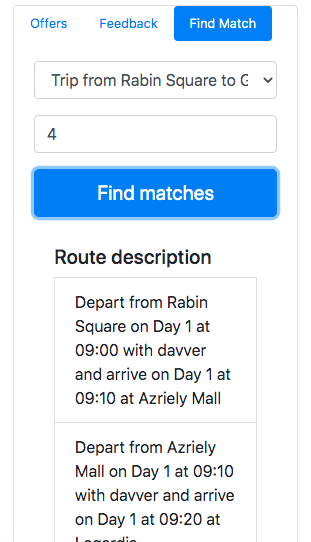 Offers Feedback Find Match
Trip from Rabin Square to G
4
Find matches
Route description
Depart from Rabin
Square on Day 1 at
09:00 with davver
and arrive on Day 1 at
09:10 at Azriely Mall
Depart from Azriely
Mall on Day 1 at 09:10
with davver and arrive
on Day 1 at 09:20 at